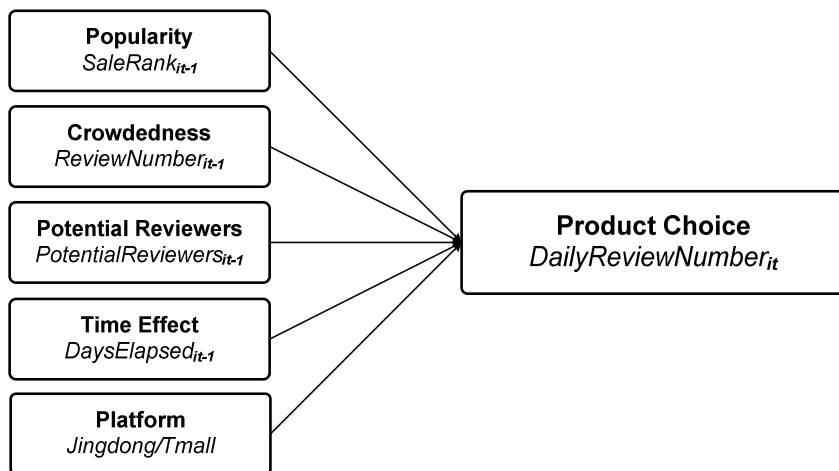 Popularity
SaleRankit-1
Crowdedness
ReviewNumberit-1
Potential Reviewers
PotentialReviewersit-1
Time Effect
DaysElapsedit-1
Platform
Jingdong/Tmall
Product Choice
DailyReviewNumberit